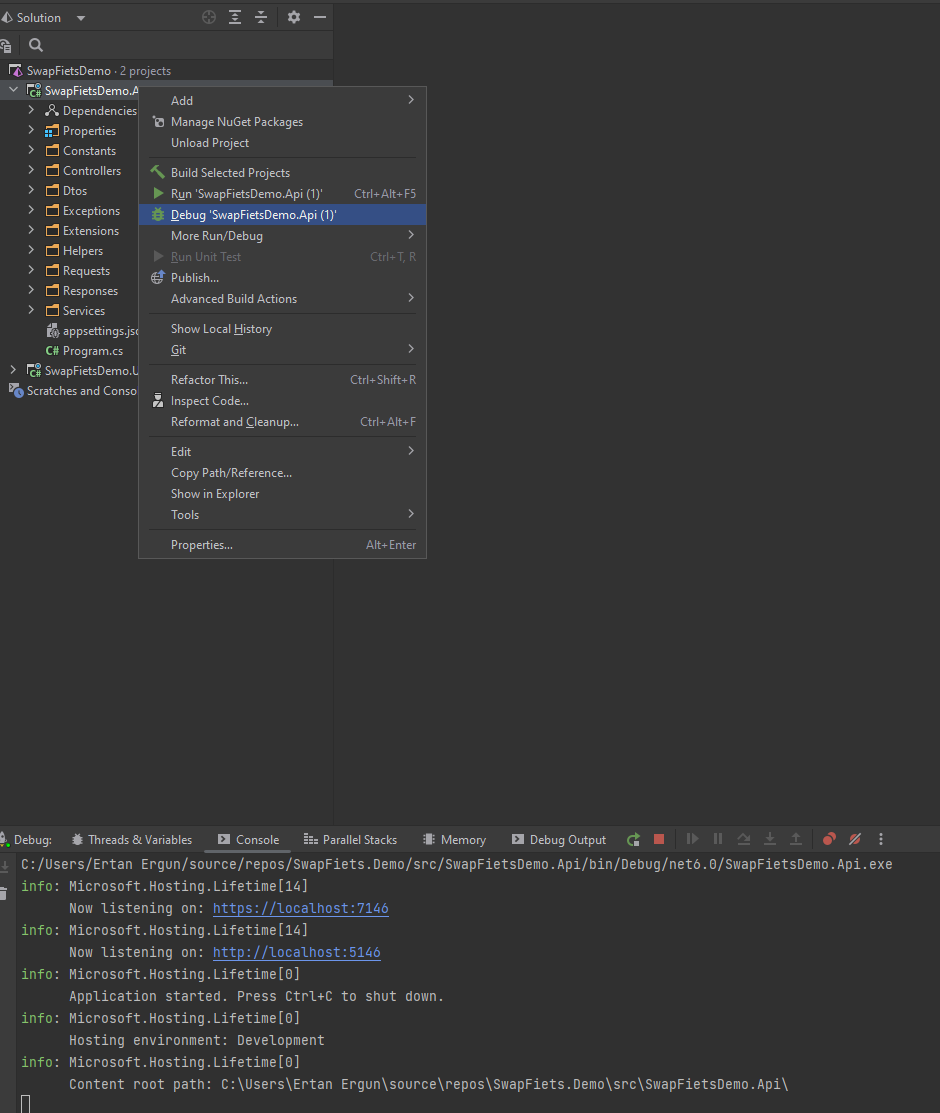 Solution
SwapFietsDemo · 2 projects
SwapFietsDemo.A
Dependencies
Properties
Constants
Controllers
Dtos
Exceptions
Extensions
Helpers
Requests
Responses
Services
appsettings.jso
C# Program.cs
SwapFietsDemo.U
Scratches and Conso
Add
Manage NuGet Packages
Unload Project
Build Selected Projects
Run 'SwapFietsDemo.Api (1)' Ctrl+Alt+F5
Debug 'SwapFietsDemo.Api (1)'
More Run/Debug
Run Unit Test Ctrl+T, R
Publish...
Advanced Build Actions
Show Local History
Git
Refactor This... Ctrl+Shift+R
Inspect Code...
Reformat and Cleanup... Ctrl+Alt+F
Edit
Copy Path/Reference...
Show in Explorer
Tools
Properties... Alt+Enter
Debug: Threads & Variables Console Parallel Stacks Memory Debug Output
C:/Users/Ertan Ergun/source/repos/SwapFiets.Demo/src/SwapFietsDemo.Api/bin/Debug/net6.0/SwapFietsDemo.Api.exe
info: Microsoft.Hosting.Lifetime[14]
Now listening on: https://localhost:7146
info: Microsoft.Hosting.Lifetime[14]
Now listening on: http://localhost:5146
info: Microsoft.Hosting.Lifetime[0]
Application started. Press Ctrl+C to shut down.
info: Microsoft.Hosting.Lifetime[0]
Hosting environment: Development
info: Microsoft.Hosting.Lifetime[0]
Content root path: C:\Users\Ertan Ergun\source\repos\SwapFiets.Demo\src\SwapFietsDemo.Api\